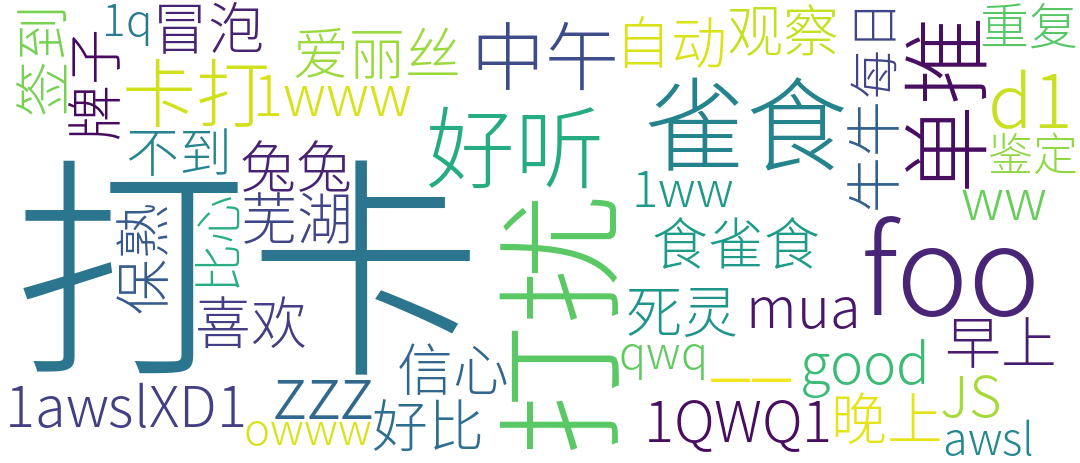 签到
1q
冒泡
爱丽丝
中午
自动
观察
牛牛每日
单推
重复
牌子
卡打
1www
好听
雀食
d1
鉴定
不到
兔兔
打扰
1ww
ww
打卡
保熟
比心
芜湖
食雀食
foo
喜欢
信心
死灵
mua
早上
qwq
一一
good
1awslXD1
zzz
owww
好比
1QWQ1
晚上
JS
awsl